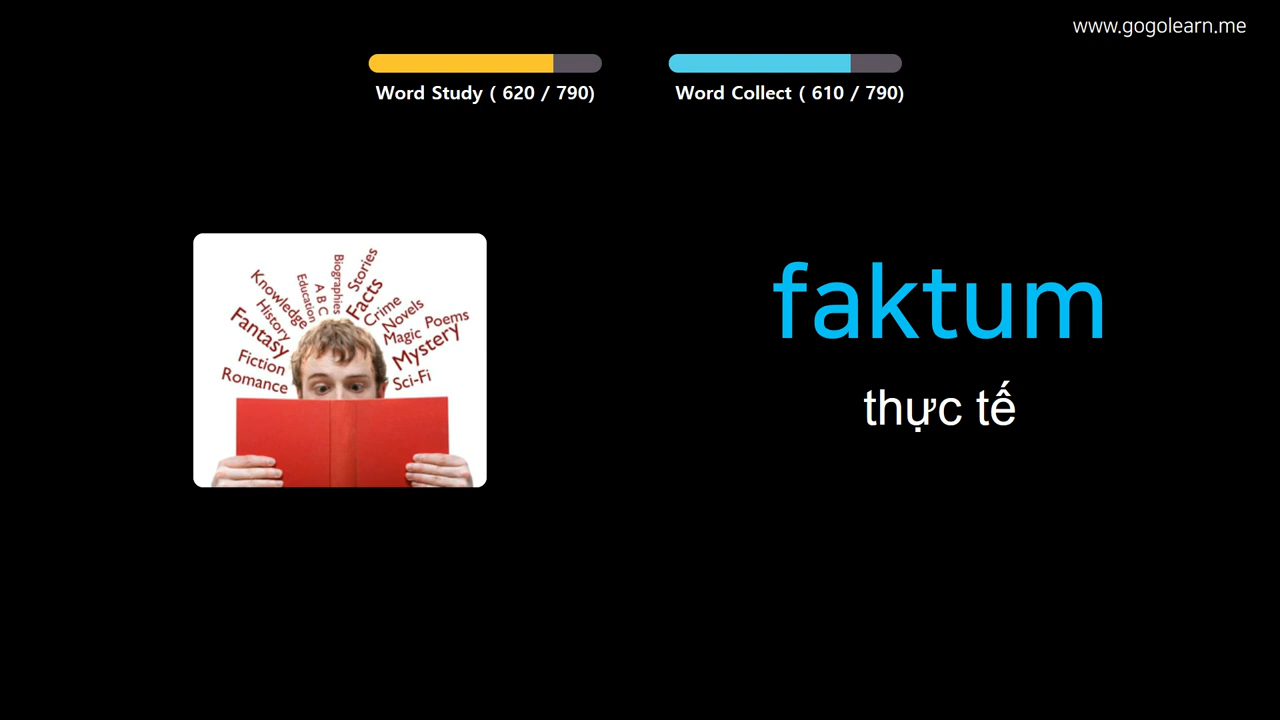 www.gogolearn.me
Word Study ( 620 / 790)
Word Collect ( 610 / 790)
faktum
thực tế
Knowledge
History
Fantasy
Fiction
Romance
Education
A B C
Biographies
Stories
Facts
Crime
Novels
Magic
Poems
Mystery
Sci-Fi